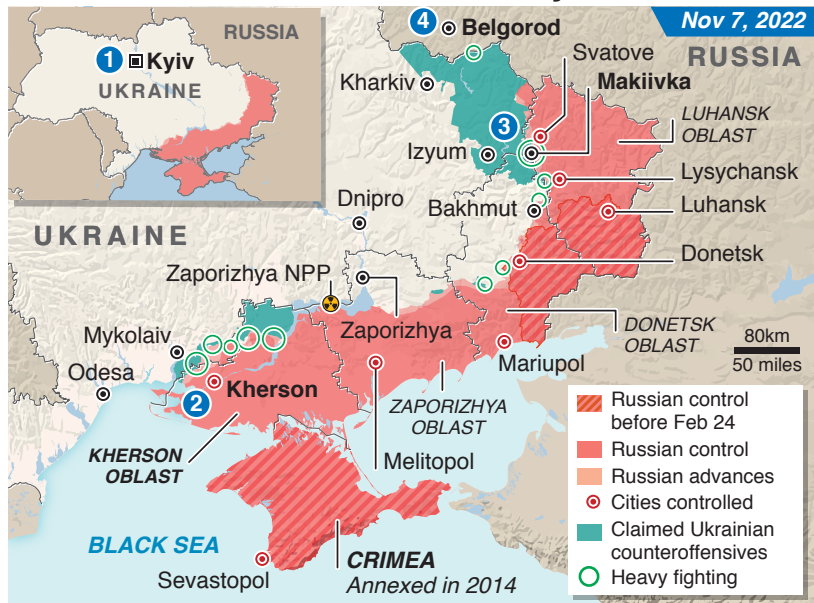 Nov 7, 2022
RUSSIA
1
Kyiv
UKRAINE
4
Belgorod
RUSSIA
Svatove
Kharkiv
Makiivka
LUHANSK
OBLAST
3
Izyum
Lysychansk
Dnipro
Bakhmut
Luhansk
UKRAINE
Donetsk
Zaporizhya NPP
Zaporizhya
DONETSK
OBLAST
Mykolaiv
80km
50 miles
Mariupol
Odesa
Kherson
2
ZAPORIZHYA
OBLAST
KHERSON
OBLAST
Melitopol
BLACK SEA
CRIMEA
Annexed in 2014
Sevastopol
Russian control
before Feb 24
Russian control
Russian advances
Cities controlled
Claimed Ukrainian
counteroffensives
Heavy fighting